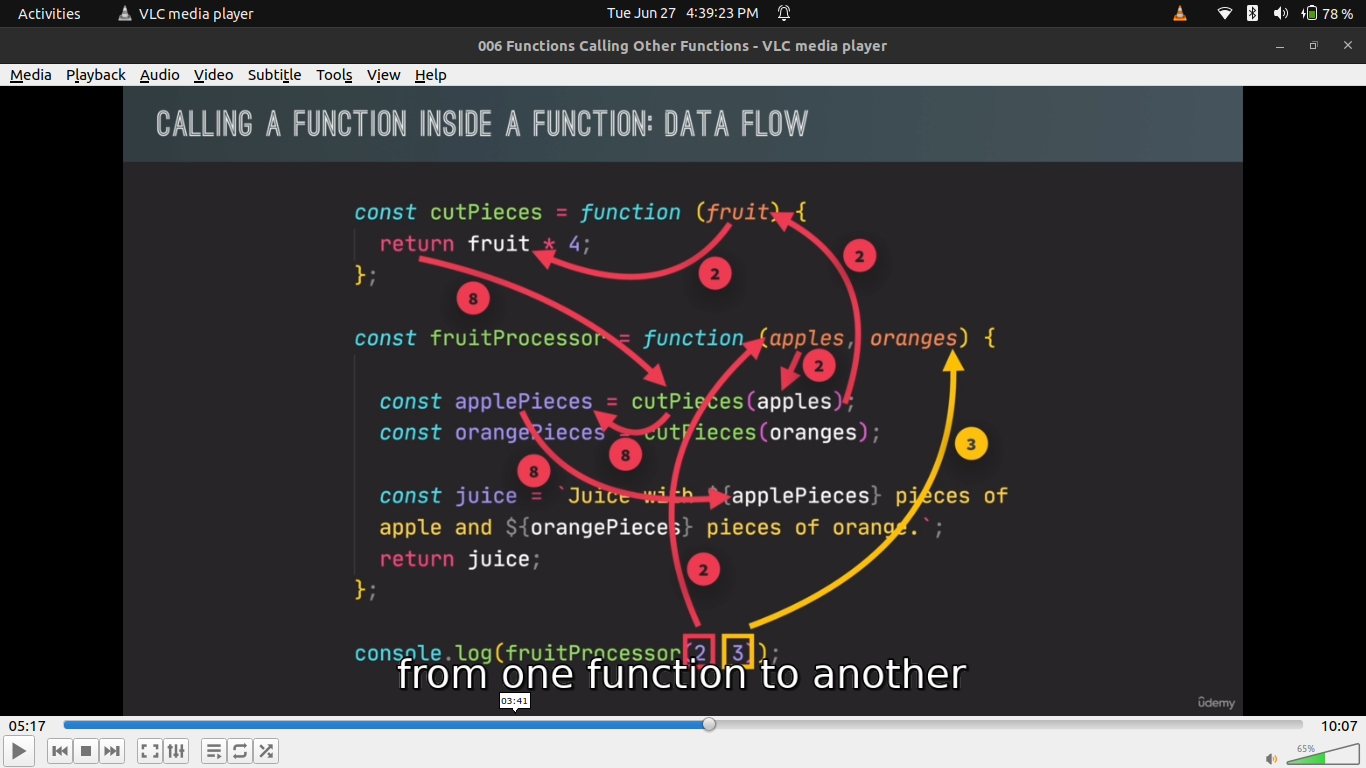 Activities VLC media player Tue Jun 27 4:39:23 PM 78 %
006 Functions Calling Other Functions - VLC media player
Media Playback Audio Video Subtitle Tools View Help
CALLING A FUNCTION INSIDE A FUNCTION: DATA FLOW
const cutPieces = function (fruit) {
return fruit * 4;
};
2
2
8
const fruitProcessor = function (apples, oranges) {
2
const applePieces = cutPieces(apples);
const orangePieces = cutPieces(oranges);
3
8
8
const juice = `Juice with ${applePieces} pieces of
apple and ${orangePieces} pieces of orange.`;
return juice;
2
};
console.log(fruitProcessor(2, 3));
from one function to another
03:41
ûdemy
05:17 10:07
65%